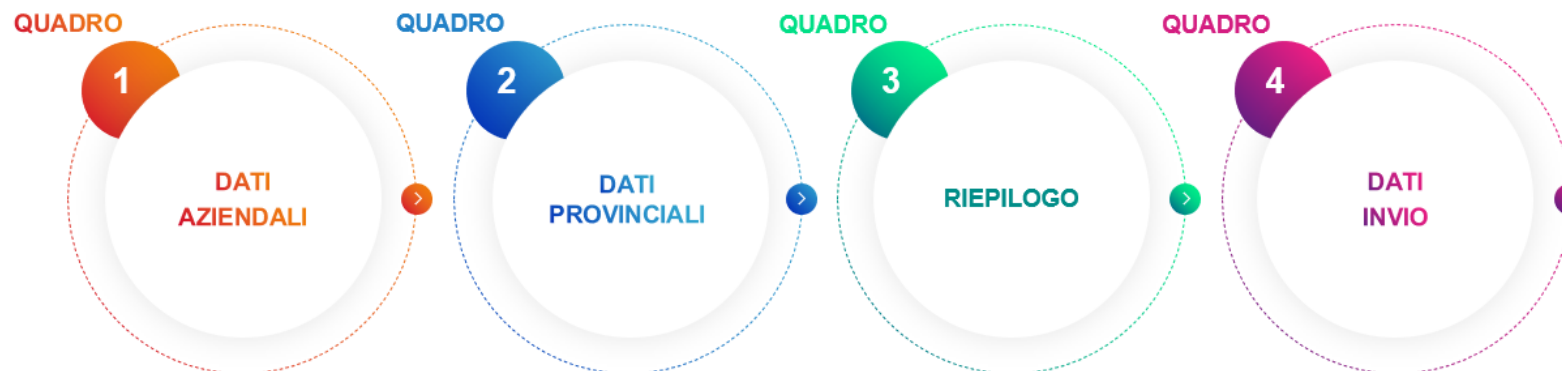 QUADRO
1
DATI
AZIENDALI
QUADRO
2
DATI
PROVINCIALI
QUADRO
3
RIEPILOGO
QUADRO
4
DATI
INVIO